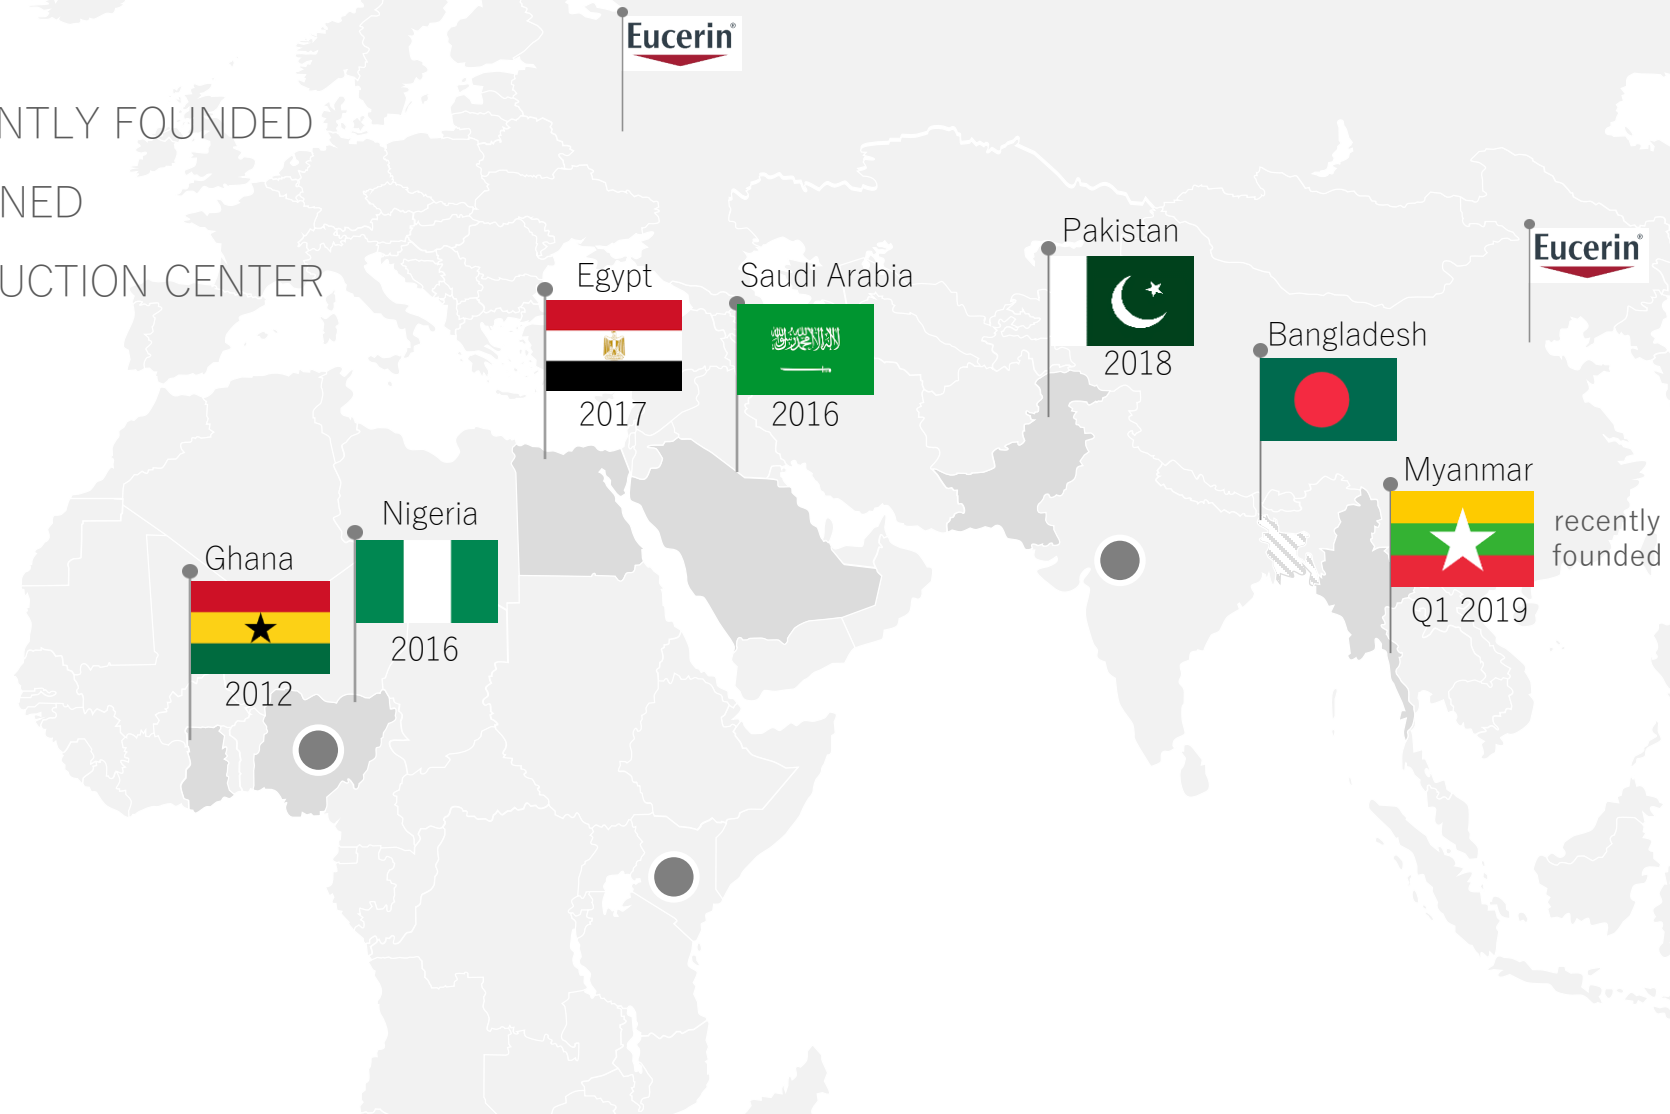 Eucerin®
NTLY FOUNDED
NED
UCTION CENTER
Pakistan
2018
Eucerin®
Egypt
2017
Saudi Arabia
2016
Bangladesh
Myanmar
recently
founded
Q1 2019
Nigeria
2016
Ghana
2012